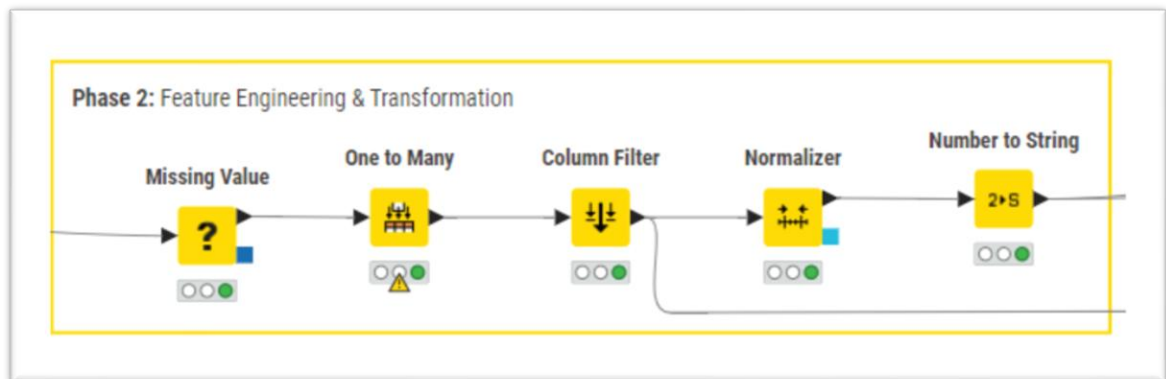 Phase 2: Feature Engineering & Transformation
Missing Value
One to Many
Column Filter
Normalizer
Number to String
?
2▸S